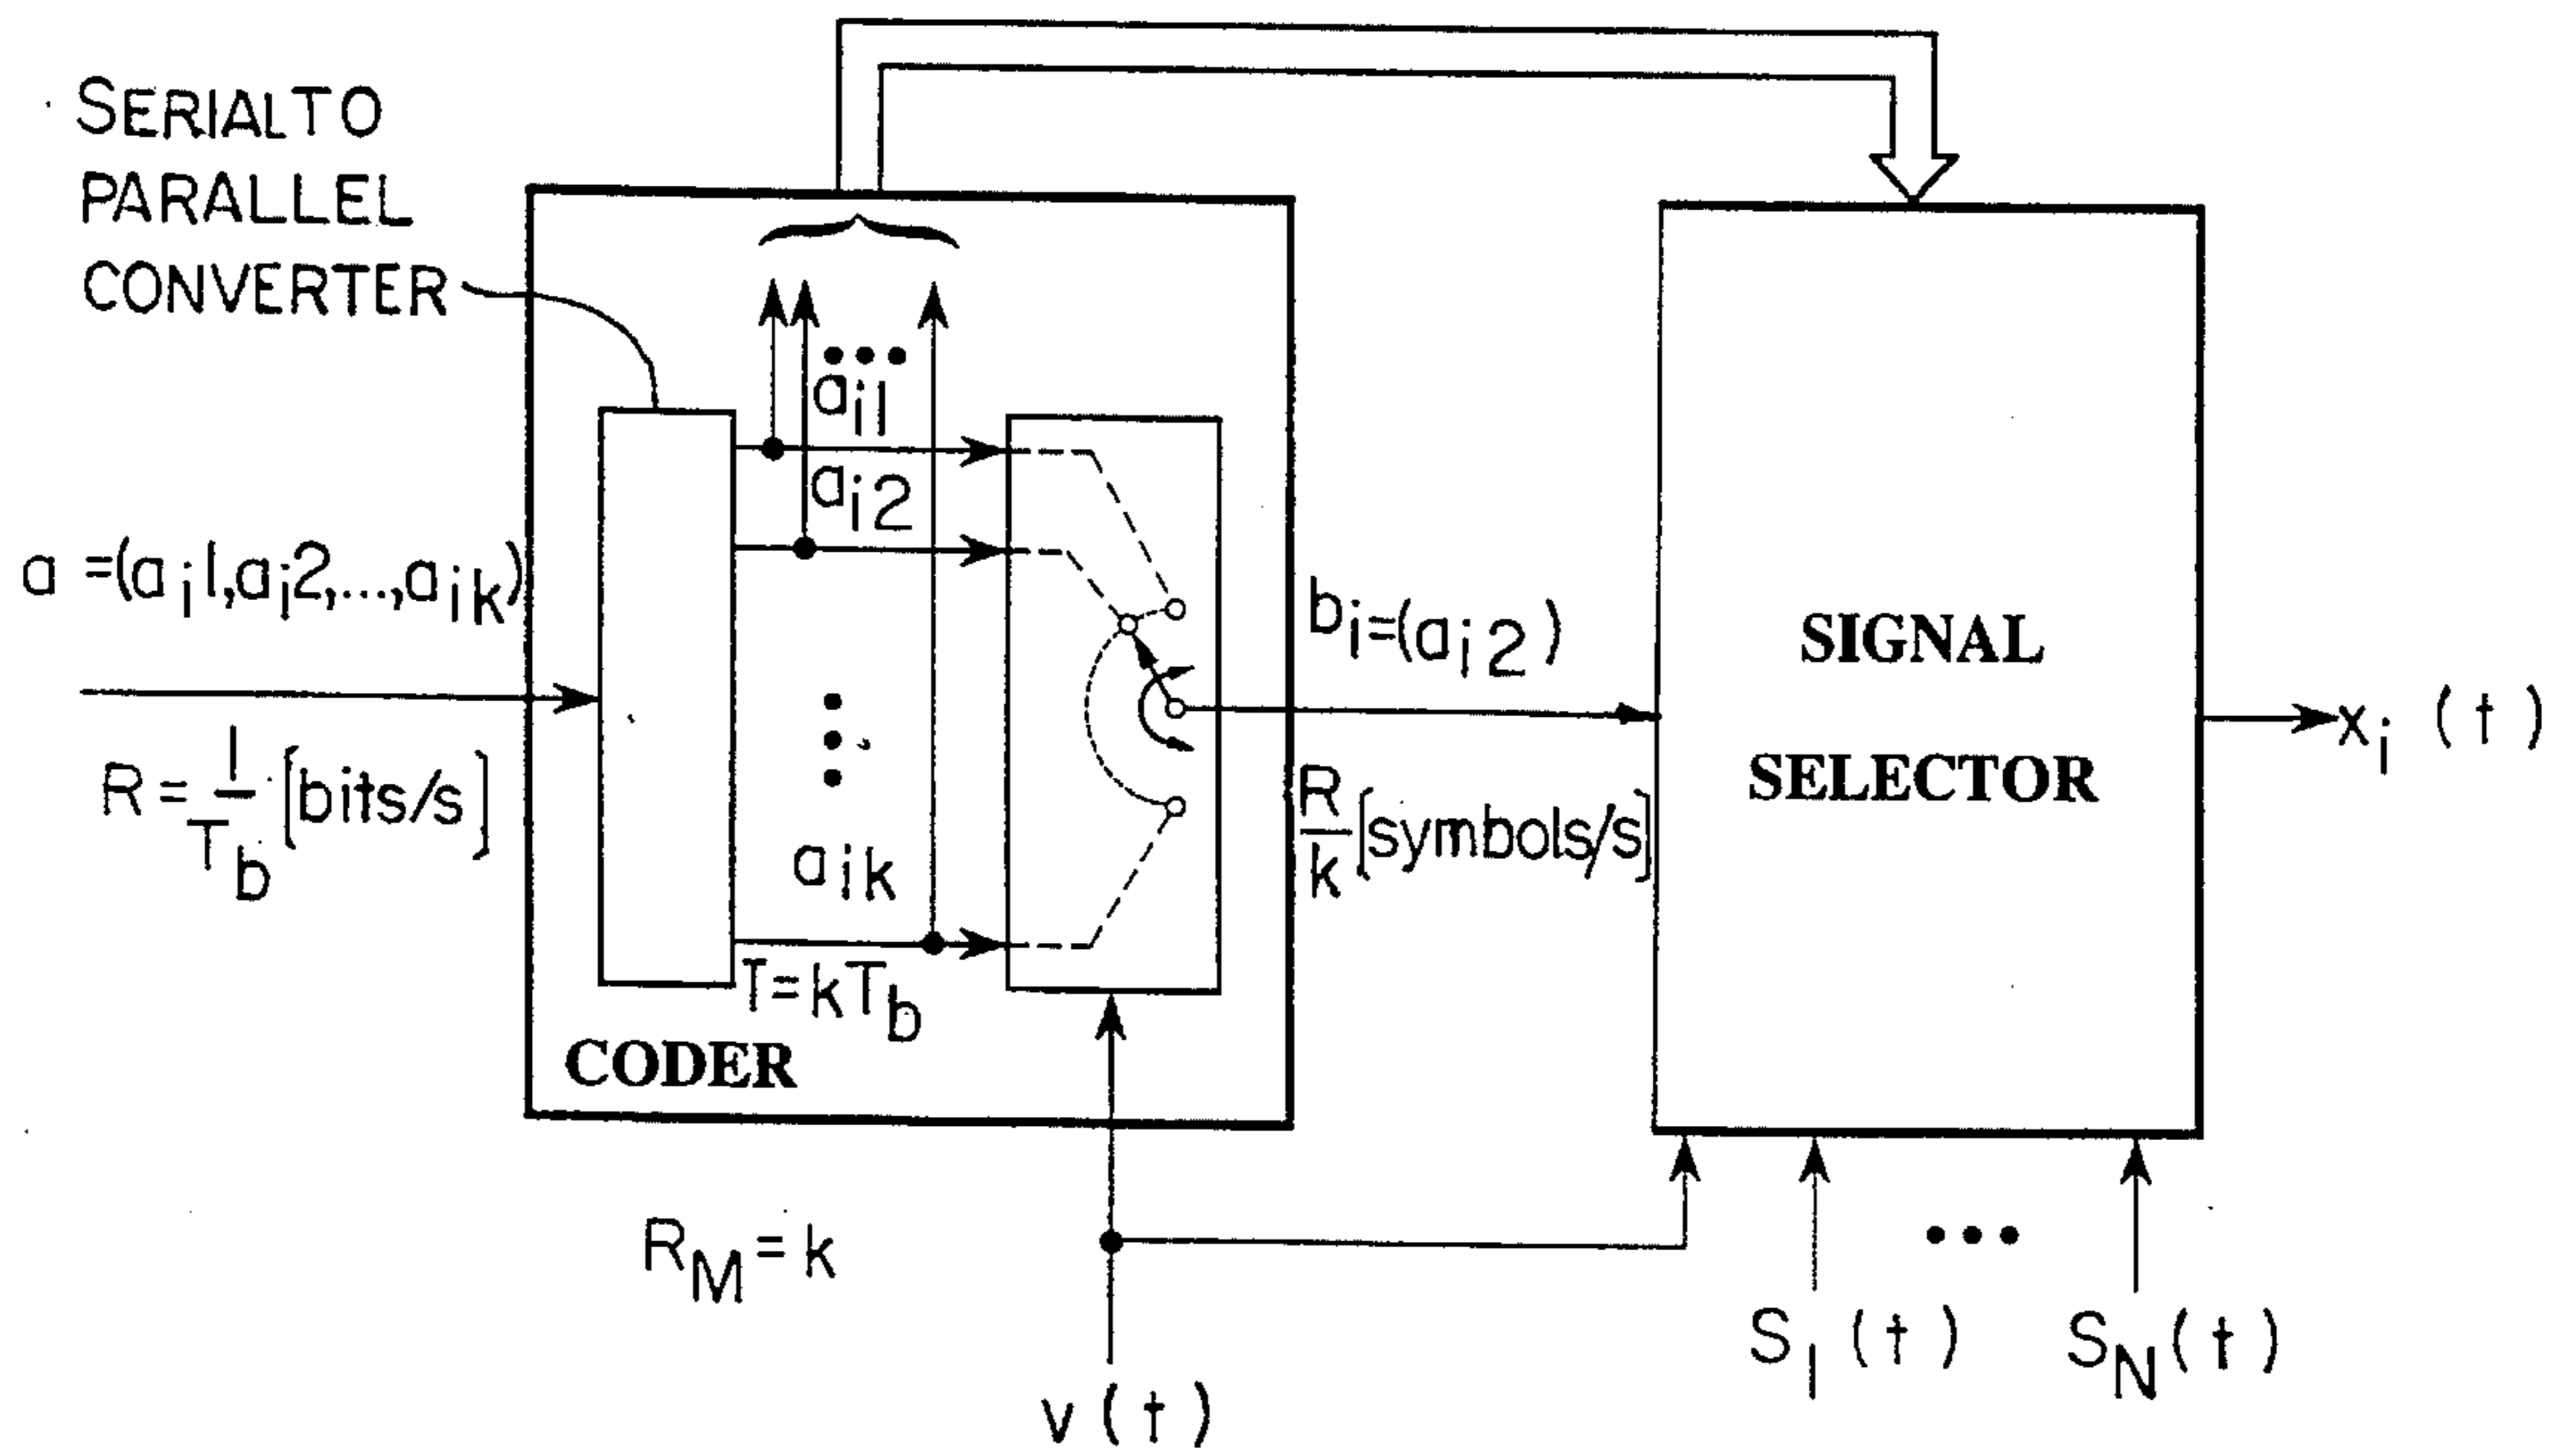 SERIALTO
PARALLEL
CONVERTER
a_i1
a_i2
a =(a_i1,a_i2,...,a_ik)
R = 1/T_b [bits/s]
a_ik
T=kT_b
CODER
b_i=(a_i2)
R/k [symbols/s]
SIGNAL
SELECTOR
x_i (t)
R_M = k
v(t)
S_1 (t)
S_N (t)